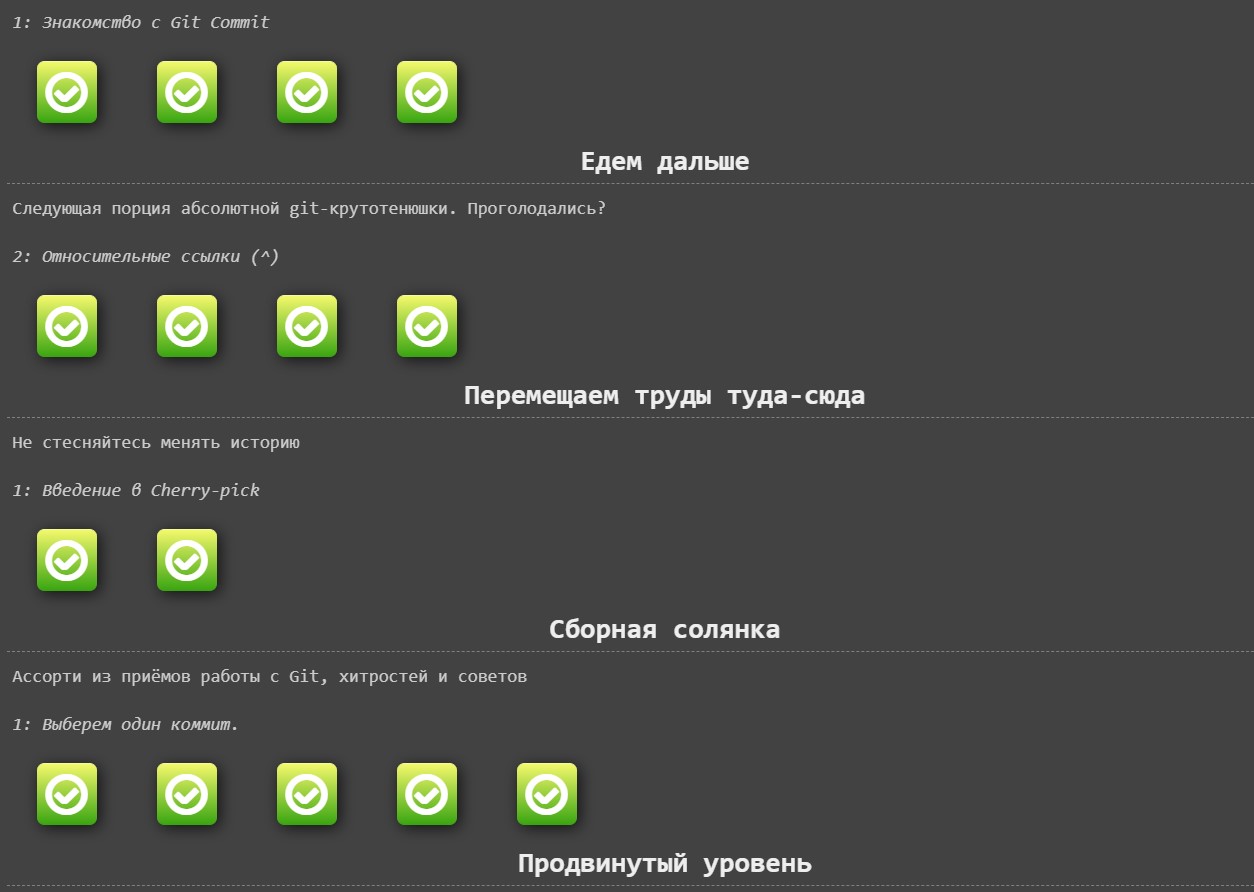 1: Знакомство с Git Commit
Едем дальше
Следующая порция абсолютной git-крутотенюшки. Проголодались?
2: Относительные ссылки (^)
Перемещаем труды туда-сюда
Не стесняйтесь менять историю
1: Введение в Cherry-pick
Сборная солянка
Ассорти из приёмов работы с Git, хитростей и советов
1: Выберем один коммит.
Продвинутый уровень